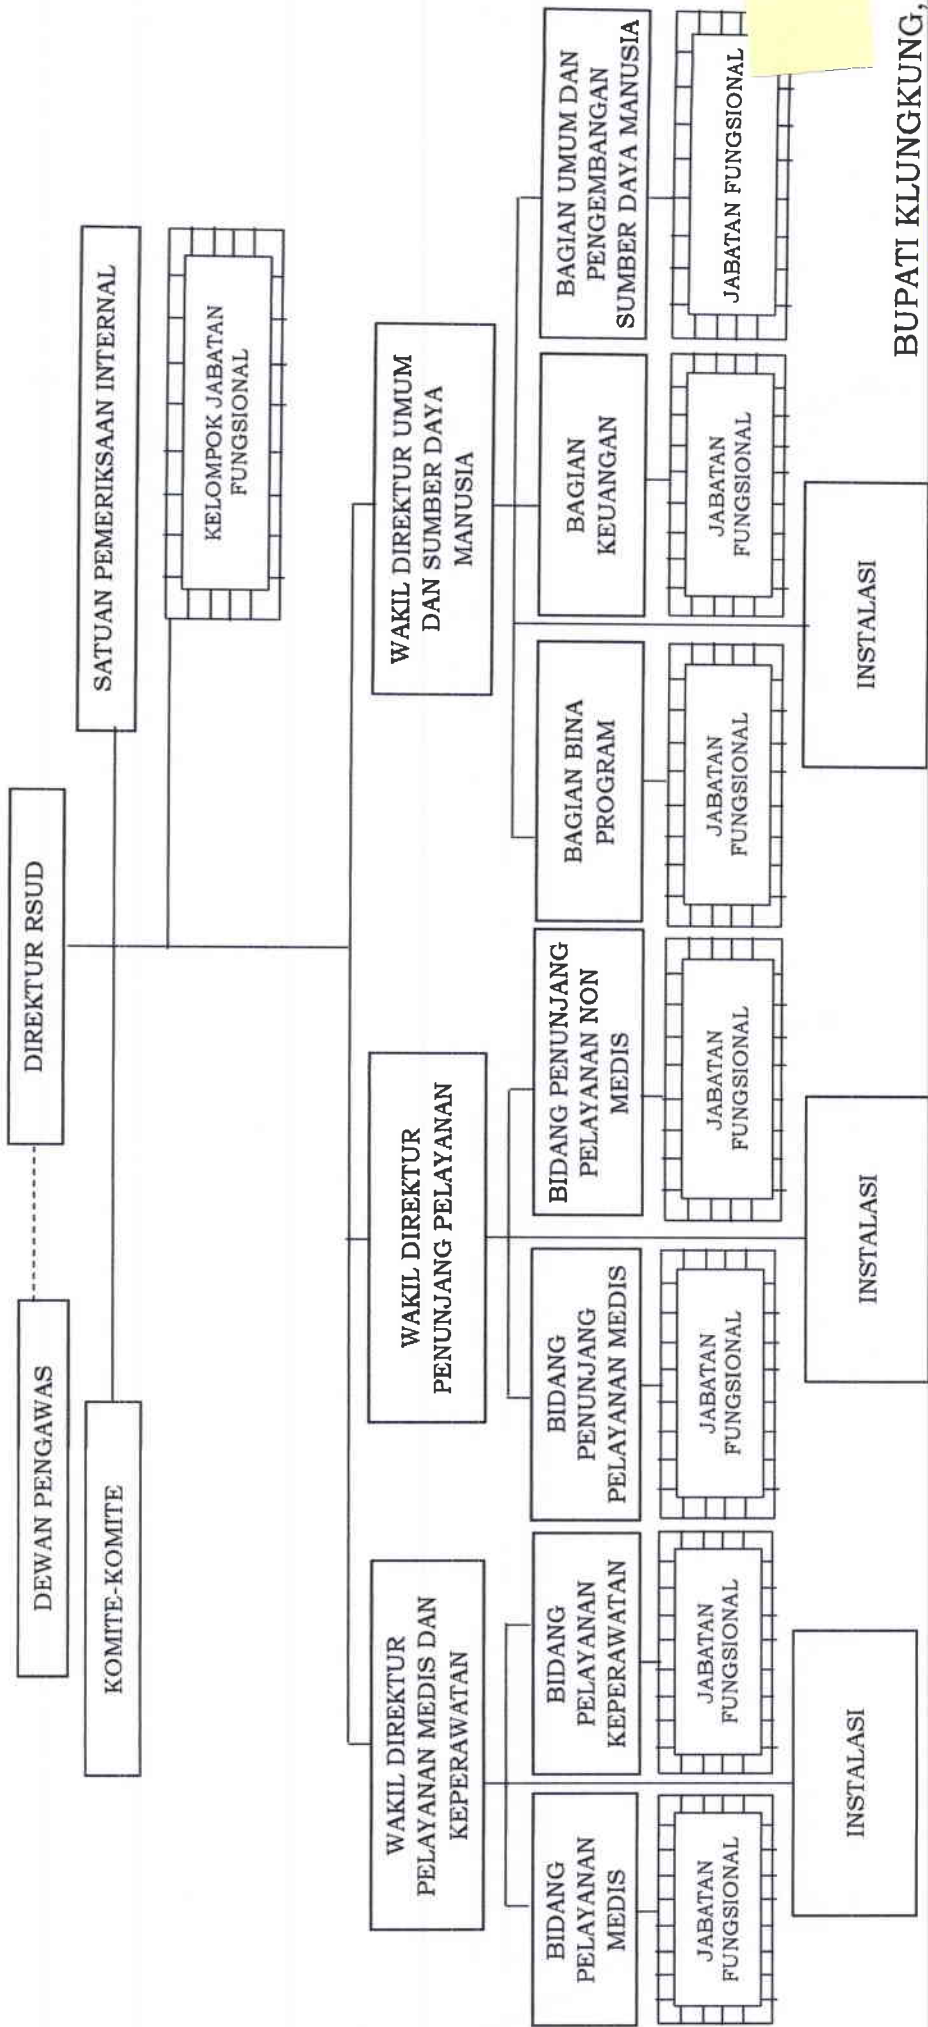 DIREKTUR RSUD
DEWAN PENGAWAS
KOMITE-KOMITE
SATUAN PEMERIKSAAN INTERNAL
KELOMPOK JABATAN
FUNGSIONAL
WAKIL DIREKTUR
PELAYANAN MEDIS DAN
KEPERAWATAN
WAKIL DIREKTUR
PENUNJANG PELAYANAN
WAKIL DIREKTUR UMUM
DAN SUMBER DAYA
MANUSIA
BIDANG
PELAYANAN
MEDIS
BIDANG
PELAYANAN
KEPERAWATAN
BIDANG
PENUNJANG
PELAYANAN MEDIS
BIDANG PENUNJANG
PELAYANAN NON
MEDIS
BAGIAN BINA
PROGRAM
BAGIAN
KEUANGAN
BAGIAN UMUM DAN
PENGEMBANGAN
SUMBER DAYA MANUSIA
JABATAN
FUNGSIONAL
JABATAN
FUNGSIONAL
JABATAN
FUNGSIONAL
JABATAN
FUNGSIONAL
JABATAN
FUNGSIONAL
JABATAN
FUNGSIONAL
JABATAN FUNGSIONAL
INSTALASI
INSTALASI
INSTALASI
BUPATI KLUNGKUNG,